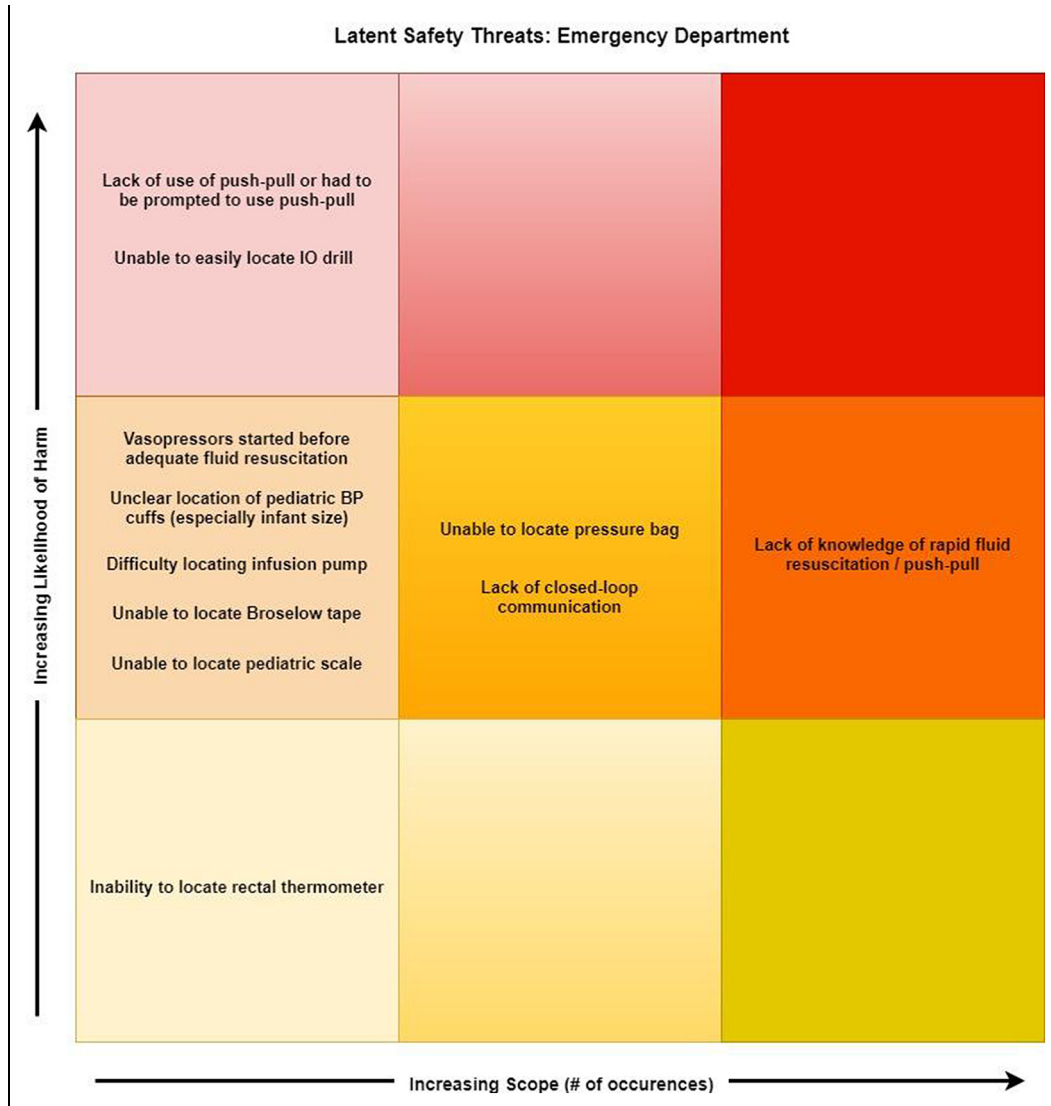 Latent Safety Threats: Emergency Department
Increasing Likelihood of Harm
Lack of use of push-pull or had to
be prompted to use push-pull
Unable to easily locate IO drill
Vasopressors started before
adequate fluid resuscitation
Unclear location of pediatric BP
cuffs (especially infant size)
Difficulty locating infusion pump
Unable to locate Broselow tape
Unable to locate pediatric scale
Unable to locate pressure bag
Lack of closed-loop
communication
Lack of knowledge of rapid fluid
resuscitation / push-pull
Inability to locate rectal thermometer
Increasing Scope (# of occurences)